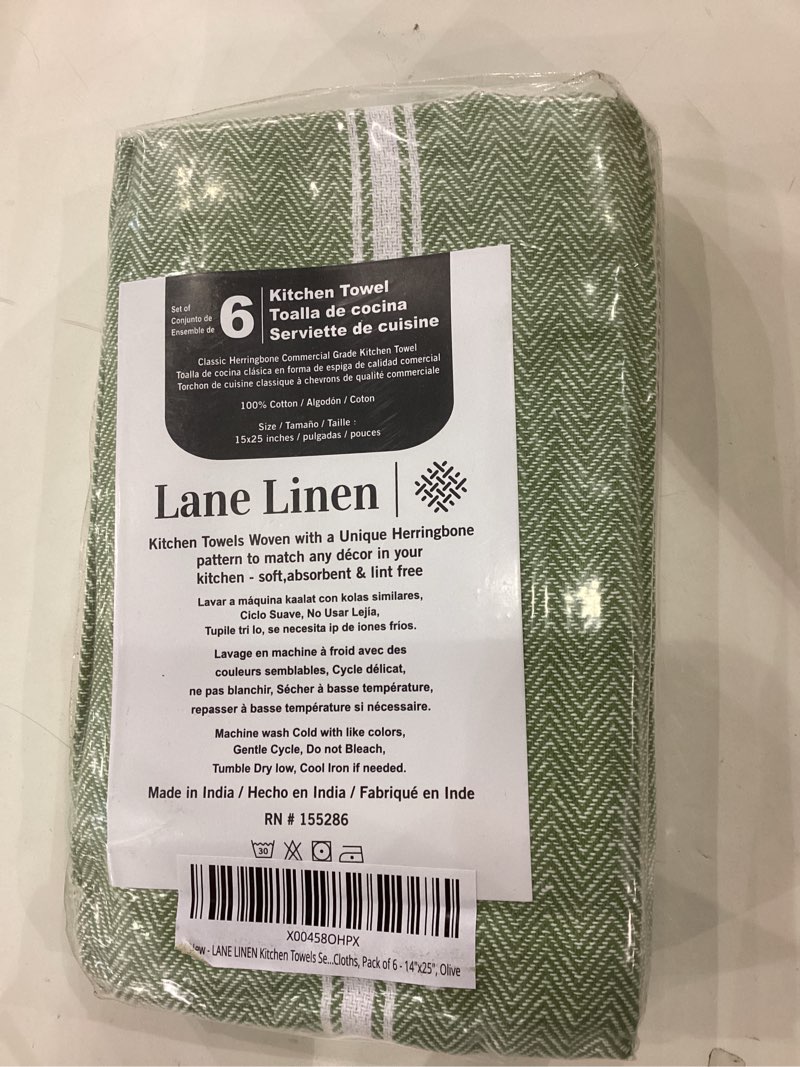 Set of
Conjunto de
Ensemble de
6
Kitchen Towel
Toalla de cocina
Serviette de cuisine
Classic Herringbone Commercial Grade Kitchen Towel
Toalla de cocina clásica en forma de espiga de calidad comercial
Torchon de cuisine classique à chevrons de qualité commerciale
100% Cotton / Algodón / Coton
Size / Tamaño / Taille :
15x25 inches / pulgadas / pouces
Lane Linen
Kitchen Towels Woven with a Unique Herringbone
pattern to match any décor in your
kitchen - soft,absorbent & lint free
Lavar a máquina kaalat con kolas similares,
Ciclo Suave, No Usar Lejía,
Tupile tri lo, se necesita ip de iones fríos.
Lavage en machine à froid avec des
couleurs semblables, Cycle délicat,
ne pas blanchir, Sécher à basse température,
repasser à basse température si nécessaire.
Machine wash Cold with like colors,
Gentle Cycle, Do not Bleach,
Tumble Dry low, Cool Iron if needed.
Made in India / Hecho en India / Fabriqué en Inde
RN # 155286
30
X00458OHPX
- LANE LINEN Kitchen Towels Se...Cloths, Pack of 6 - 14"x25", Olive